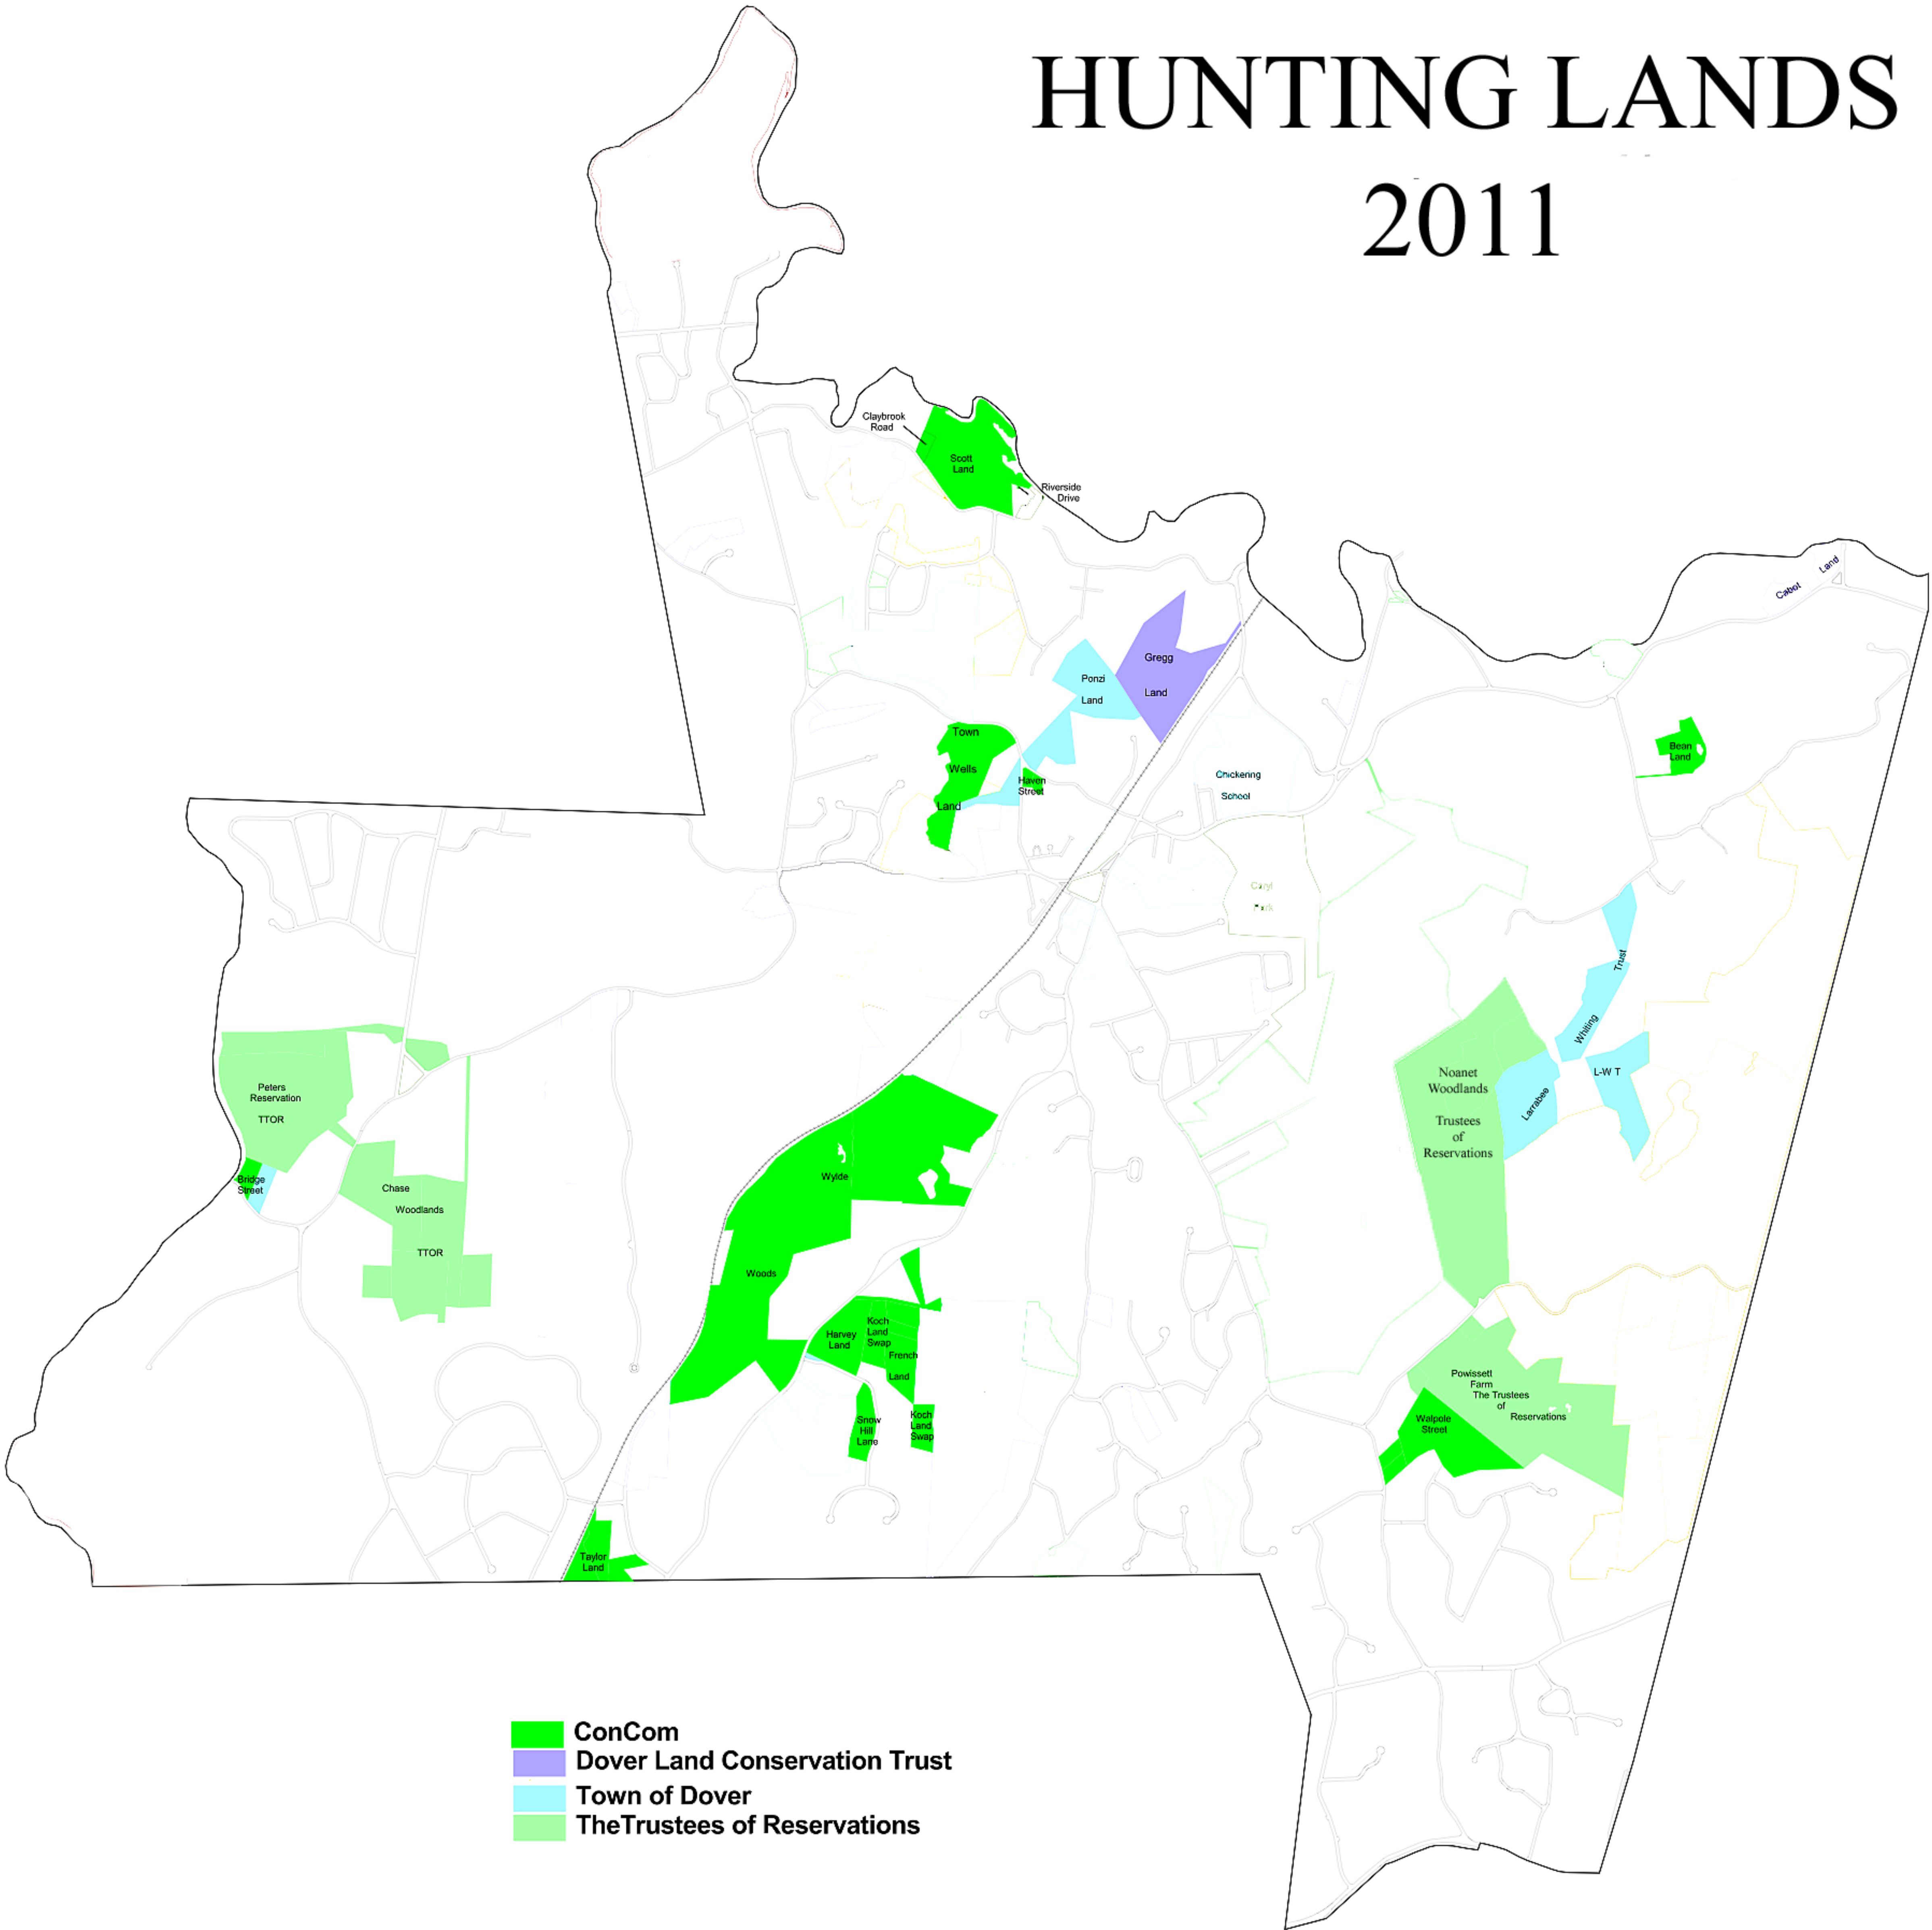 HUNTING LANDS
2011
Claybrook
Road
Scott
Land
Riverside
Drive
Cabot Land
Gregg
Land
Ponzi
Land
Town
Wells
Land
Haven
Street
Chickering
School
Bean
Land
Caryl
Park
Trust
Whiting
L-W T
Larrabee
Noanet
Woodlands
Trustees
of
Reservations
Peters
Reservation
TTOR
Bridge
Street
Chase
Woodlands
TTOR
Wylde
Woods
Harvey
Land
Koch
Land
Swap
French
Land
Snow
Hill
Lane
Koch
Land
Swap
Powissett
Farm
The Trustees
of
Reservations
Walpole
Street
Taylor
Land
ConCom
Dover Land Conservation Trust
Town of Dover
TheTrustees of Reservations